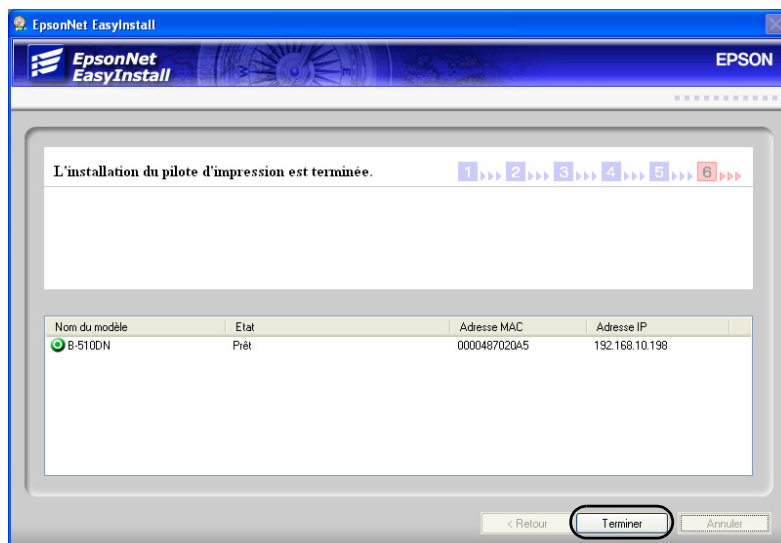 EpsonNet EasyInstall
EpsonNet
EasyInstall
EPSON
L'installation du pilote d'impression est terminée.
1 2 3 4 5 6
Nom du modèle Etat Adresse MAC Adresse IP
B-510DN Prêt 0000487020A5 192.168.10.198
< Retour Terminer Annuler